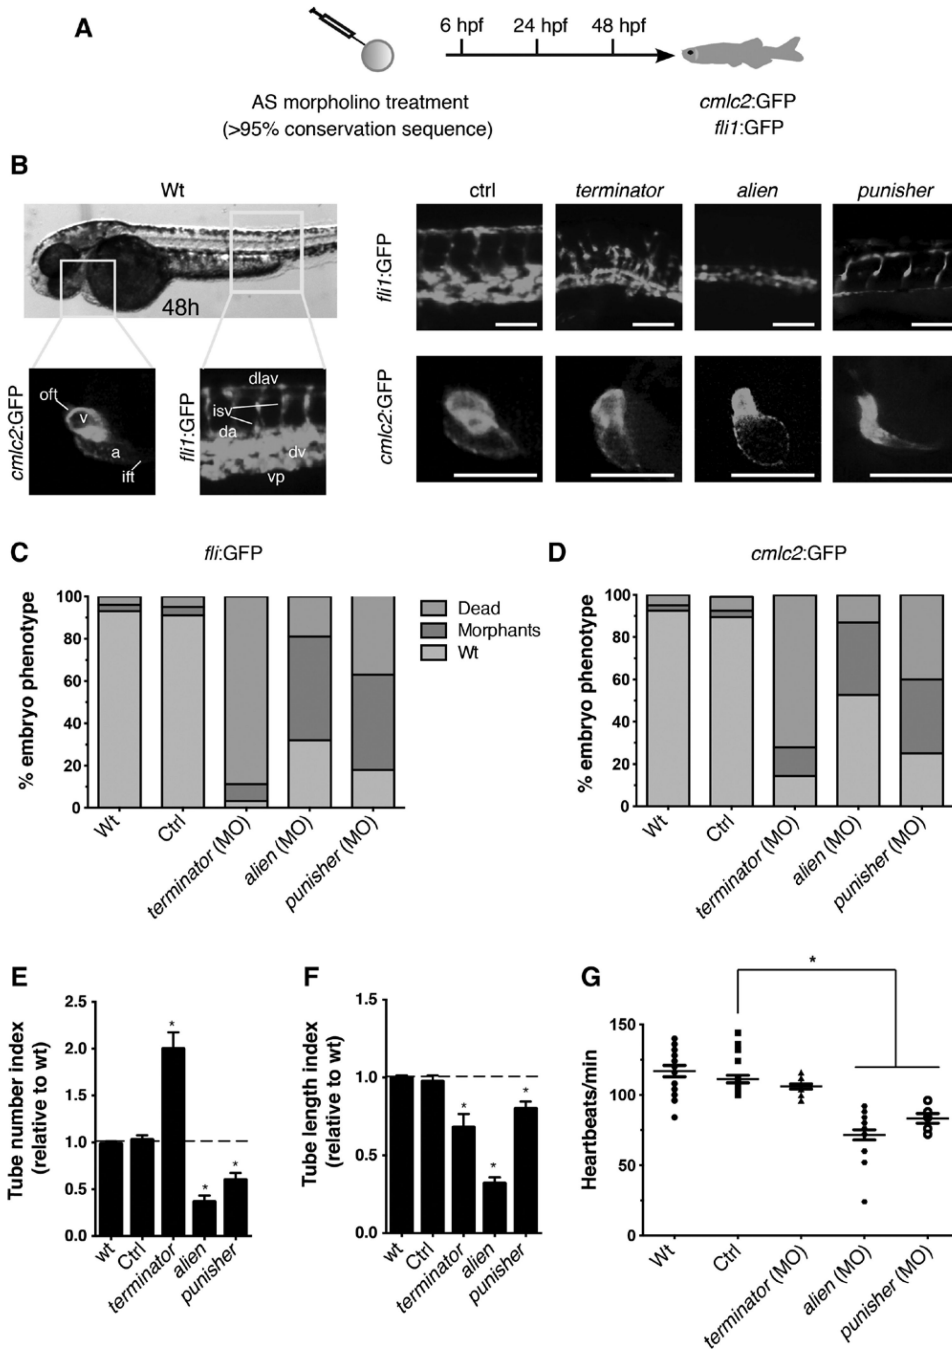 A
6 hpf 24 hpf 48 hpf
AS morpholino treatment
(>95% conservation sequence)
cmlc2:GFP
fli1:GFP
B
Wt
48h
cmlc2:GFP
oft
v
a
ift
fli1:GFP
dlav
isv
da
dv
vp
ctrl terminator alien punisher
fli1:GFP
cmlc2:GFP
C
fli:GFP
% embryo phenotype
100
80
60
40
20
0
Wt
Ctrl
terminator (MO)
alien (MO)
punisher (MO)
Dead
Morphants
Wt
D
cmlc2:GFP
% embryo phenotype
100
80
60
40
20
0
Wt
Ctrl
terminator (MO)
alien (MO)
punisher (MO)
E
Tube number index
(relative to wt)
2.5
2.0
1.5
1.0
0.5
0.0
*
*
*
wt
Ctrl
terminator
alien
punisher
F
Tube length index
(relative to wt)
1.5
1.0
0.5
0.0
*
*
*
wt
Ctrl
terminator
alien
punisher
G
*
Heartbeats/min
150
100
50
0
Wt
Ctrl
terminator (MO)
alien (MO)
punisher (MO)